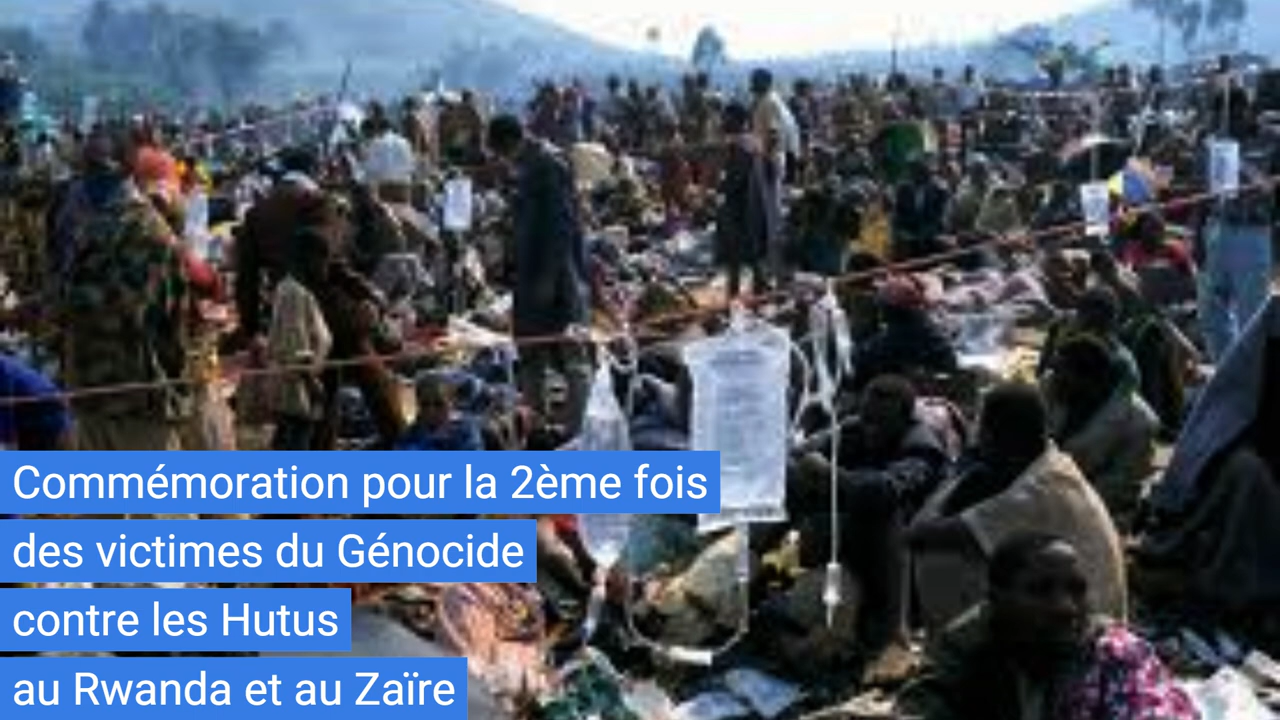 Commémoration pour la 2ème fois
des victimes du Génocide
contre les Hutus
au Rwanda et au Zaïre